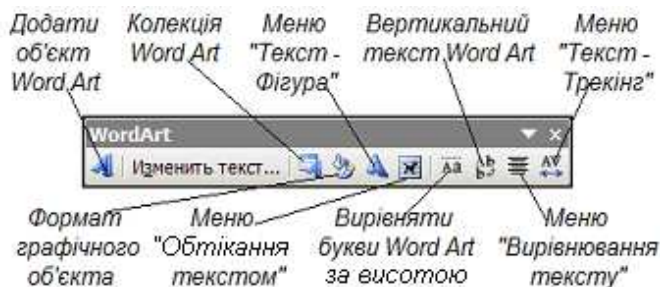 Додати Колекція Меню Вертикальний Меню
об'єкт Word Art "Текст - текст Word Art "Текст -
Word Art Фігура" Трекінг"
WordArt
Изменить текст...
Формат Меню Вирівняти Меню
графічного "Обтікання букви Word Art "Вирівнювання
об'єкта текстом" за висотою тексту"